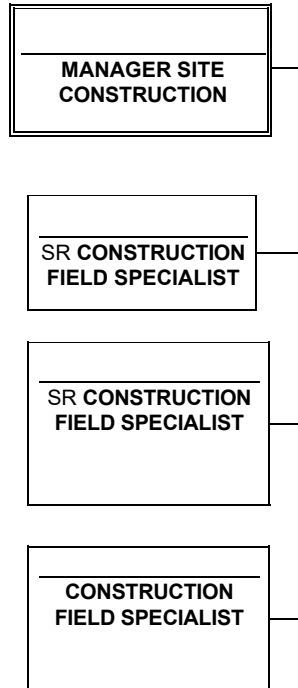 MANAGER SITE
CONSTRUCTION
SR CONSTRUCTION
FIELD SPECIALIST
SR CONSTRUCTION
FIELD SPECIALIST
CONSTRUCTION
FIELD SPECIALIST